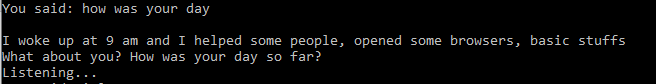 You said: how was your day
I woke up at 9 am and I helped some people, opened some browsers, basic stuffs
What about you? How was your day so far?
Listening...